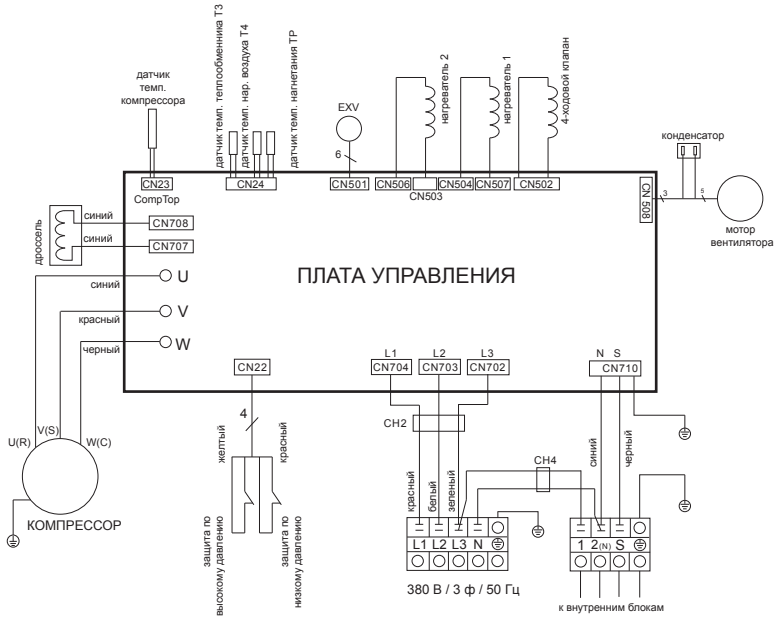 датчик
темп.
компрессора
датчик темп. теплообменника T3
датчик темп. нар. воздуха T4
датчик темп. нагнетания TP
EXV
6
нагреватель 2
нагреватель 1
4-ходовой клапан
конденсатор
CN23
CompTop
CN24
CN501
CN506
CN503
CN504
CN507
CN502
CN 508
3
5
мотор
вентилятора
дроссель
синий
CN708
синий
CN707
синий
U
ПЛАТА УПРАВЛЕНИЯ
красный
V
черный
W
CN22
L1
L2
L3
CN704
CN703
CN702
N S
CN710
4
желтый
красный
CH2
CH4
синий
черный
красный
белый
зеленый
U(R)
V(S)
W(C)
КОМПРЕССОР
защита по
высокому давлению
защита по
низкому давлению
L1 L2 L3 N
1 2(N) S
380 В / 3 ф / 50 Гц
к внутренним блокам